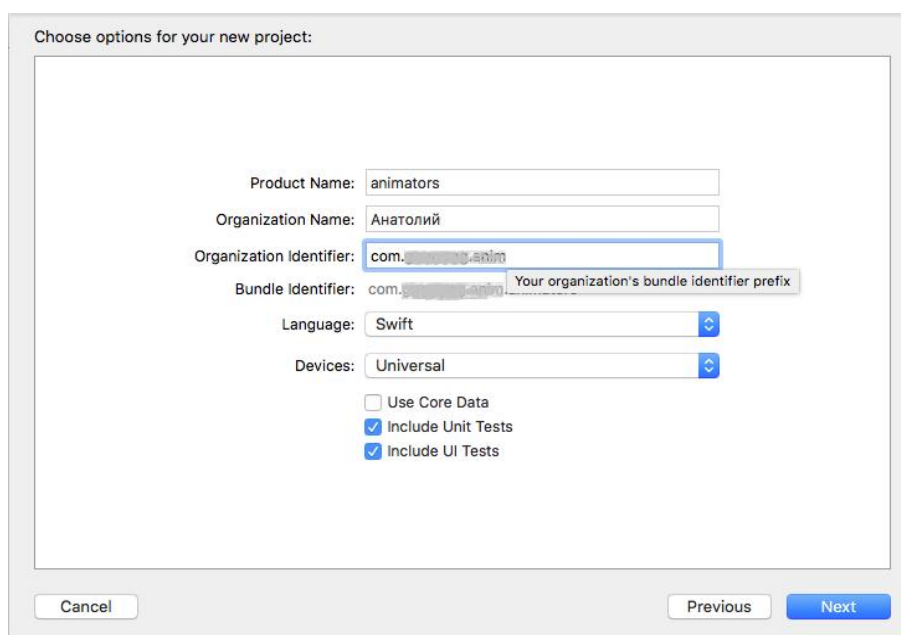 Choose options for your new project:
Product Name: animators
Organization Name: Анатолий
Organization Identifier: com. .anim
Your organization's bundle identifier prefix
Bundle Identifier: com.
Language: Swift
Devices: Universal
Use Core Data
Include Unit Tests
Include UI Tests
Cancel Previous Next